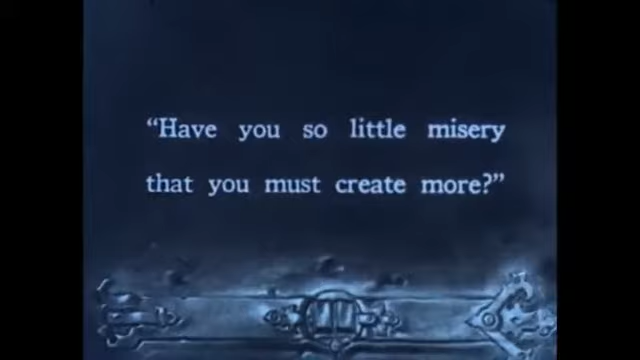 “Have you so little misery
that you must create more?”